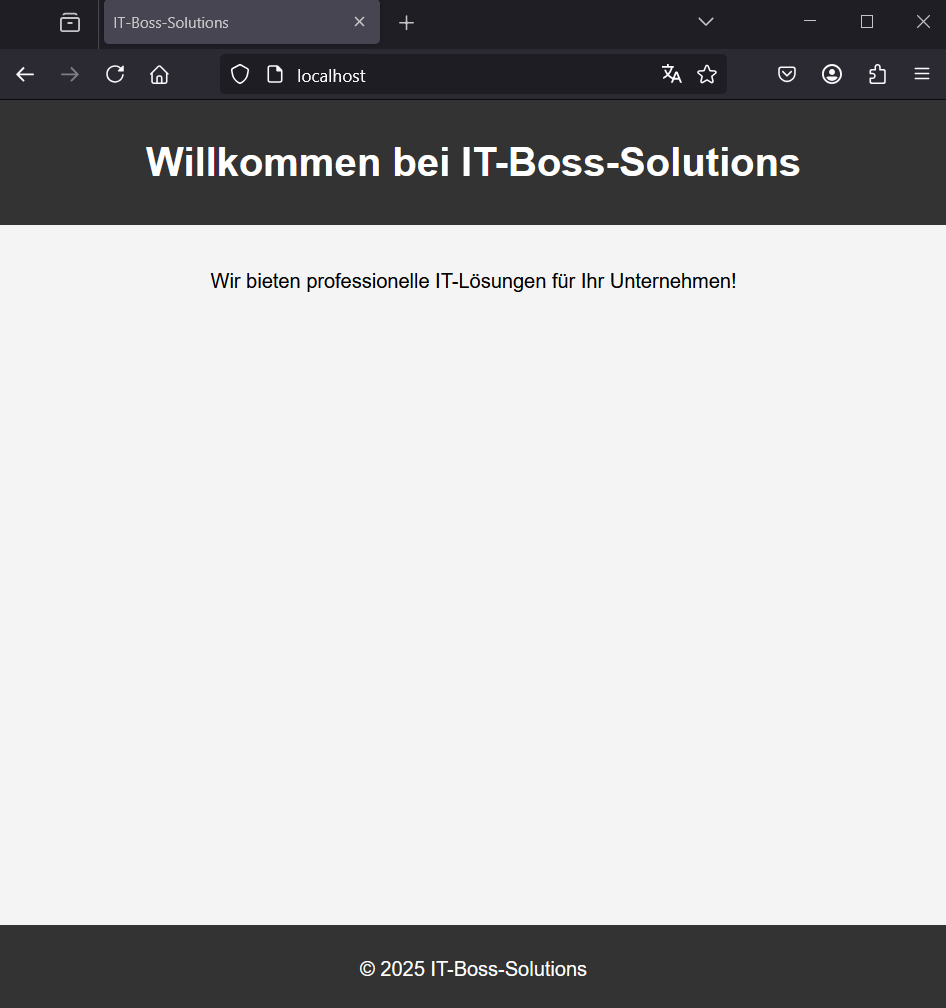 IT-Boss-Solutions
localhost
Willkommen bei IT-Boss-Solutions
Wir bieten professionelle IT-Lösungen für Ihr Unternehmen!
© 2025 IT-Boss-Solutions